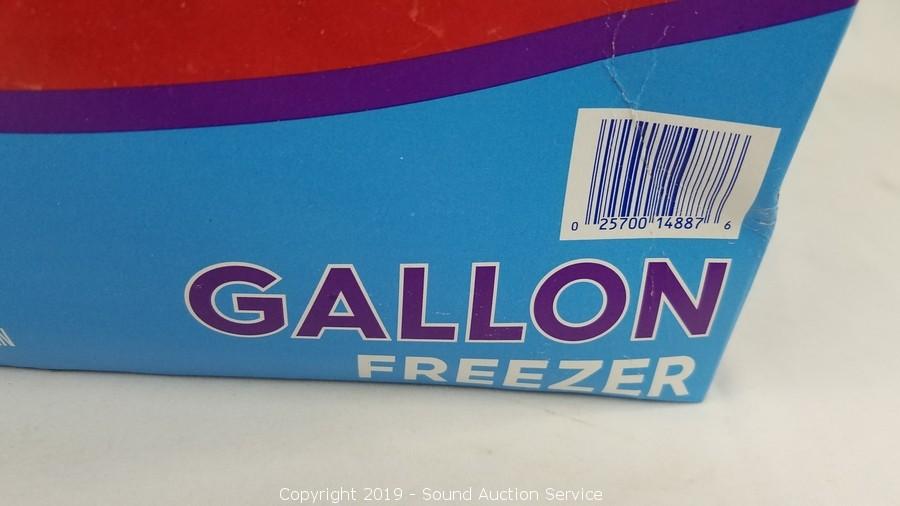 0 25700 14887 6
GALLON
FREEZER
Copyright 2019 - Sound Auction Service